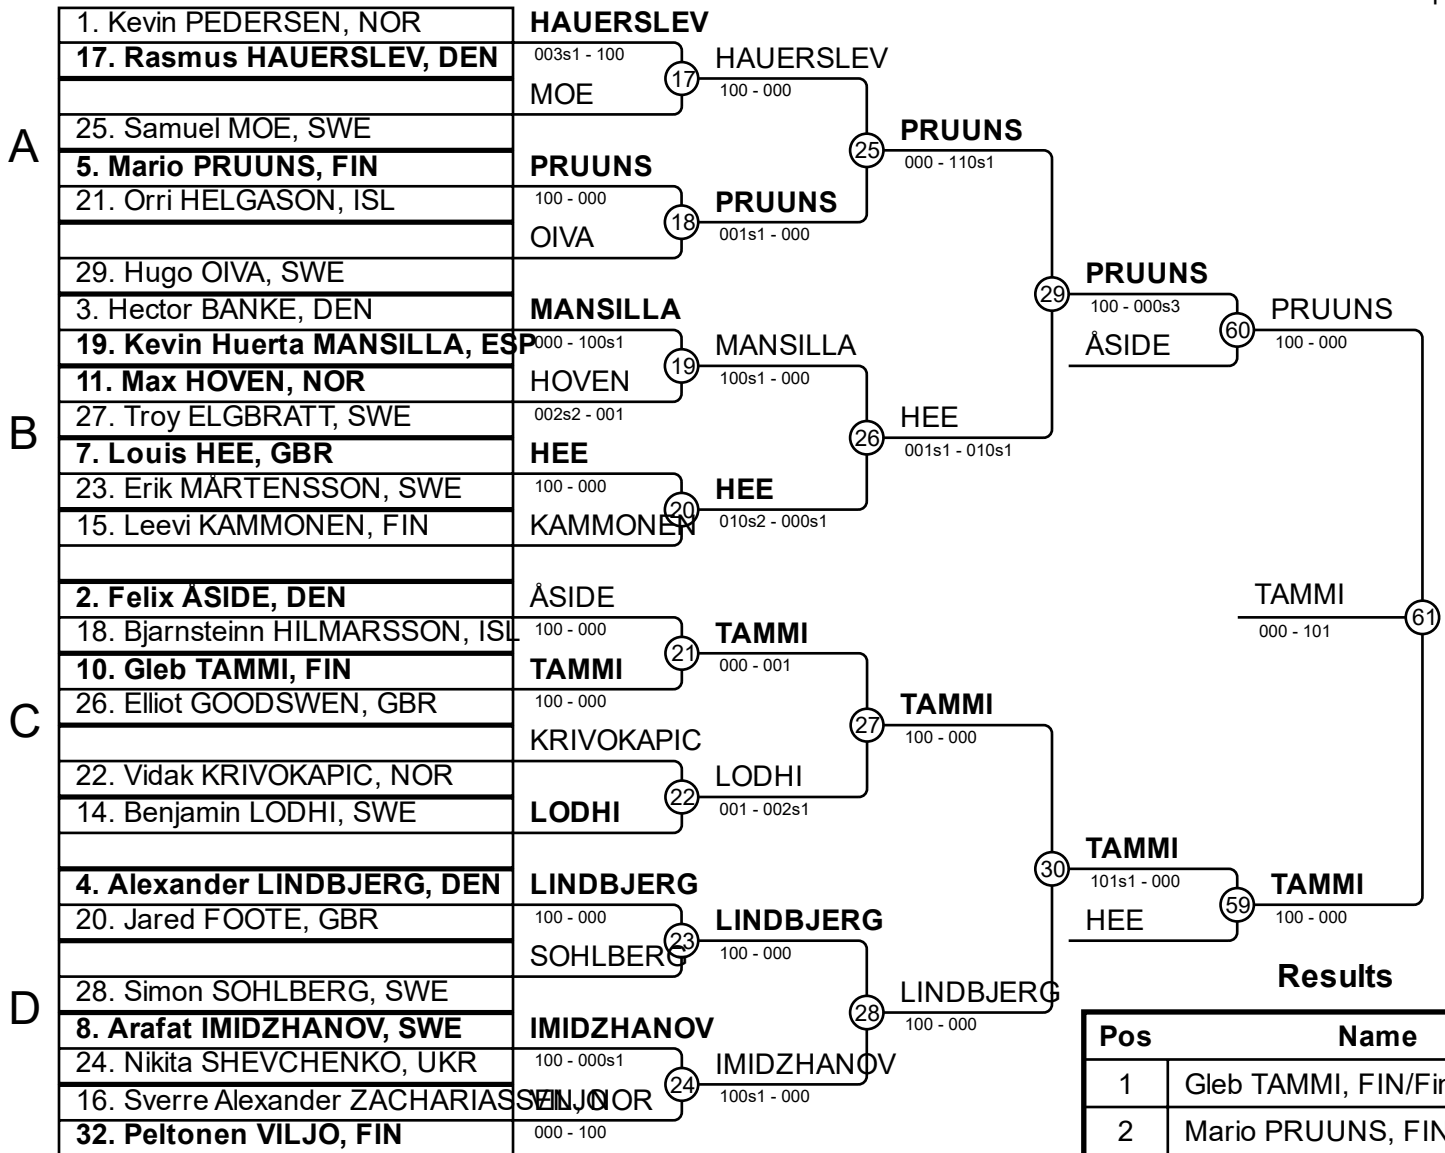 1. Kevin PEDERSEN, NOR
HAUERSLEV
17. Rasmus HAUERSLEV, DEN
003s1 - 100
17
HAUERSLEV
100 - 000
MOE
25. Samuel MOE, SWE
A
25
PRUUNS
000 - 110s1
5. Mario PRUUNS, FIN
PRUUNS
21. Orri HELGASON, ISL
100 - 000
18
PRUUNS
001s1 - 000
OIVA
29. Hugo OIVA, SWE
29
PRUUNS
100 - 000s3
3. Hector BANKE, DEN
MANSILLA
60
PRUUNS
100 - 000
19. Kevin Huerta MANSILLA, ESP
000 - 100s1
19
MANSILLA
100s1 - 000
ÅSIDE
11. Max HOVEN, NOR
HOVEN
27. Troy ELGBRATT, SWE
002s2 - 001
B
26
HEE
001s1 - 010s1
7. Louis HEE, GBR
HEE
23. Erik MÅRTENSSON, SWE
100 - 000
20
HEE
010s2 - 000s1
15. Leevi KAMMONEN, FIN
KAMMONEN
2. Felix ÅSIDE, DEN
ÅSIDE
TAMMI
000 - 101
61
18. Bjarnsteinn HILMARSSON, ISL
100 - 000
21
TAMMI
000 - 001
10. Gleb TAMMI, FIN
TAMMI
26. Elliot GOODSWEN, GBR
100 - 000
C
27
TAMMI
100 - 000
KRIVOKAPIC
22. Vidak KRIVOKAPIC, NOR
22
LODHI
001 - 002s1
14. Benjamin LODHI, SWE
LODHI
30
TAMMI
101s1 - 000
4. Alexander LINDBJERG, DEN
LINDBJERG
59
TAMMI
100 - 000
20. Jared FOOTE, GBR
100 - 000
23
LINDBJERG
100 - 000
HEE
SOHLBERG
28. Simon SOHLBERG, SWE
D
28
LINDBJERG
100 - 000
8. Arafat IMIDZHANOV, SWE
IMIDZHANOV
24. Nikita SHEVCHENKO, UKR
100 - 000s1
24
IMIDZHANOV
100s1 - 000
16. Sverre Alexander ZACHARIASSEN, NOR
VILJO
32. Peltonen VILJO, FIN
000 - 100
Results
Pos Name
1 Gleb TAMMI,
2 Mario PRUUNS, FIN